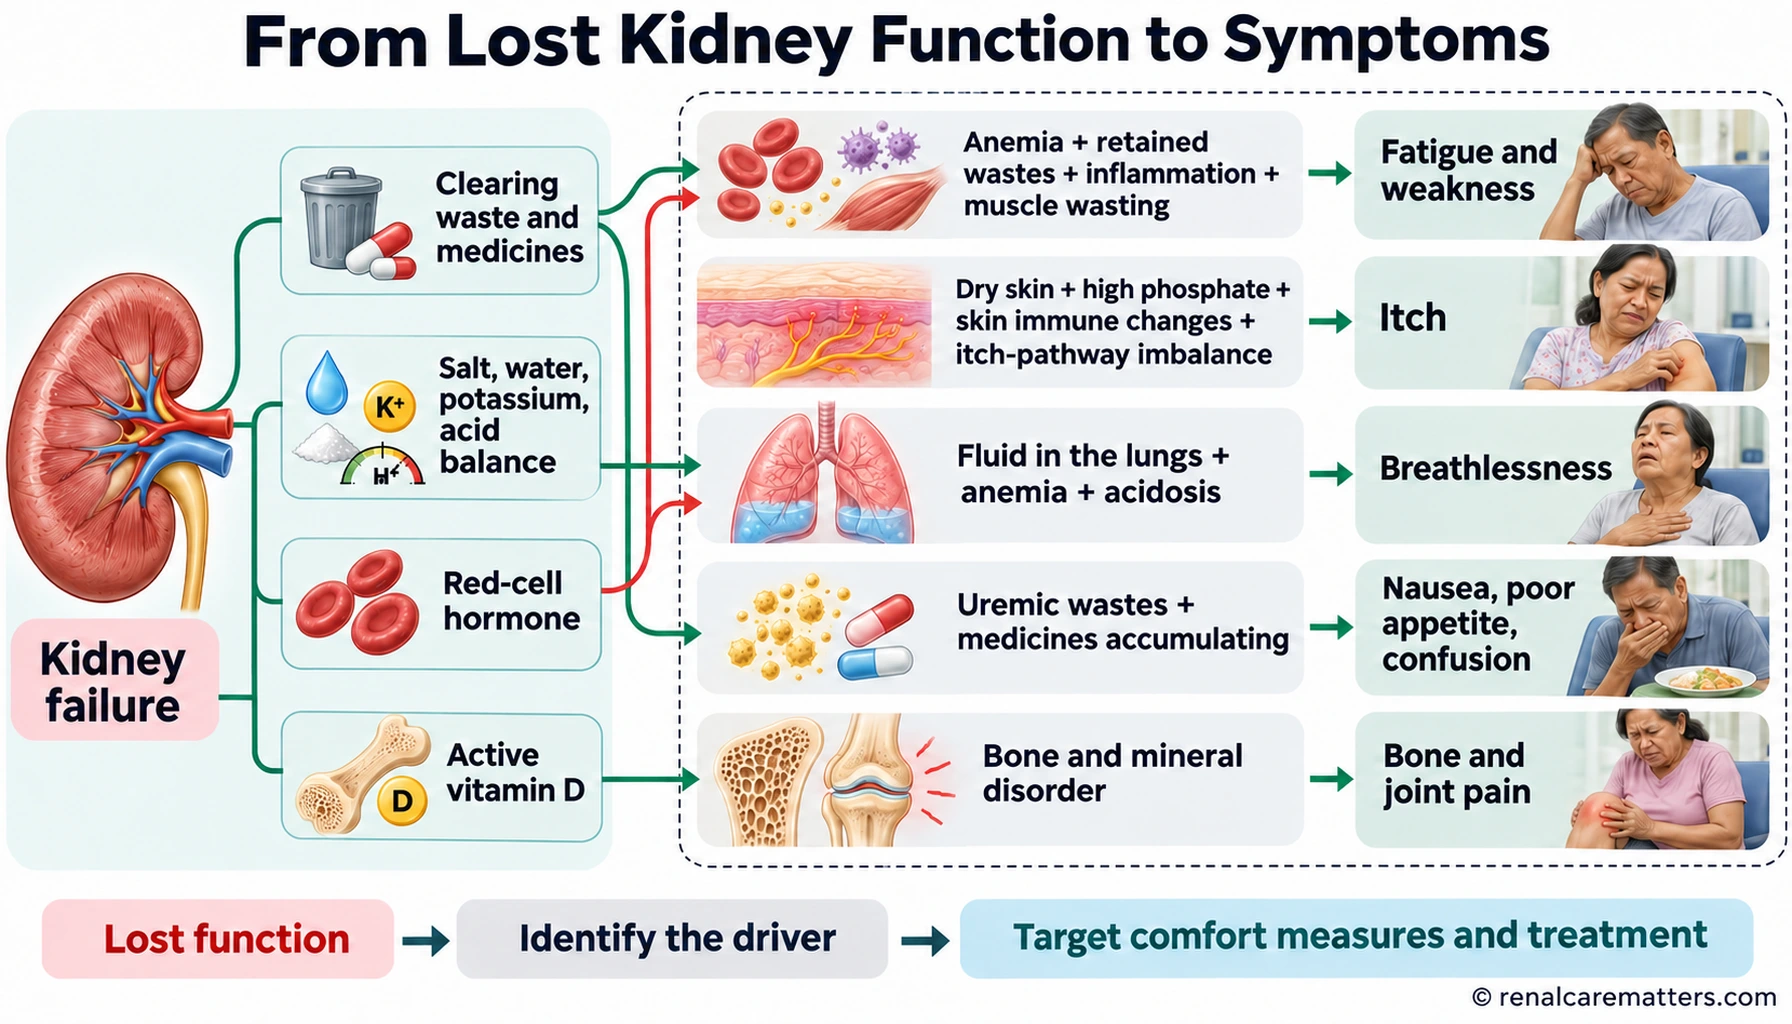 From Lost Kidney Function to Symptoms
Kidney
failure
Clearing
waste and
medicines
K+
H+
Salt, water,
potassium,
acid
balance
Red-cell
hormone
D
Active
vitamin D
Anemia + retained
wastes + inflammation +
muscle wasting
Fatigue and
weakness
Dry skin + high phosphate +
skin immune changes +
itch-pathway imbalance
Itch
Fluid in the lungs +
anemia + acidosis
Breathlessness
Uremic wastes +
medicines accumulating
Nausea, poor
appetite,
confusion
Bone and mineral
disorder
Bone and
joint pain
Lost function
Identify the driver
Target comfort measures and treatment
© renalcarematters.com